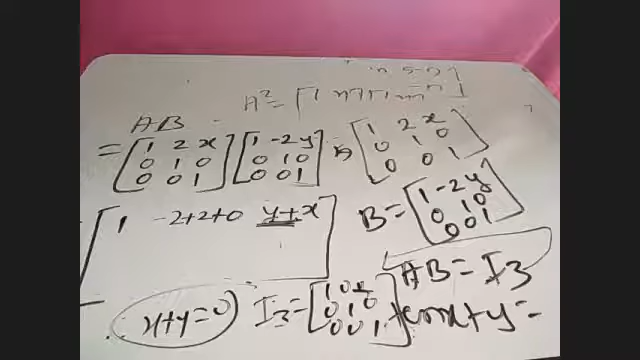 A² = [
AB
= [1 2 x
0 1 0
0 0 1] [1 -2 y
0 1 0
0 0 1]
A [1 2 x
0 1 0
0 0 1]
B = [1 -2 y
0 1 0
0 0 1]
[1 -2+2+0 y+x]
AB = I3
x+y=0
I3 = [1 0
0 1 0
0 0 1]
x+y =